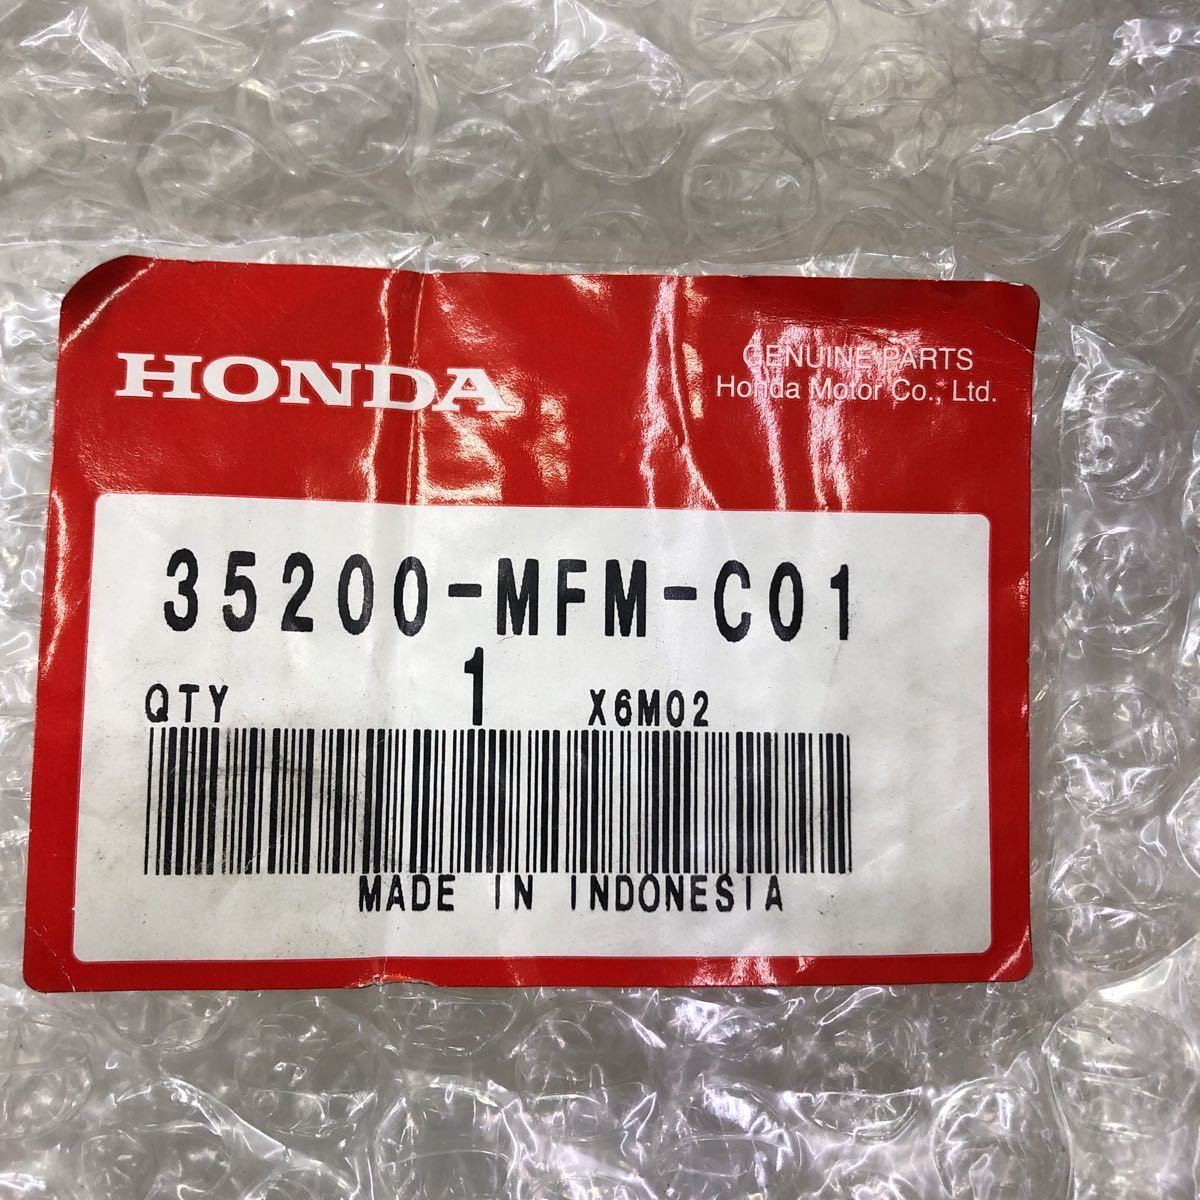 HONDA
GENUINE PARTS
Honda Motor Co., Ltd.
35200-MFM-C01
QTY 1 X6M02
MADE IN INDONESIA